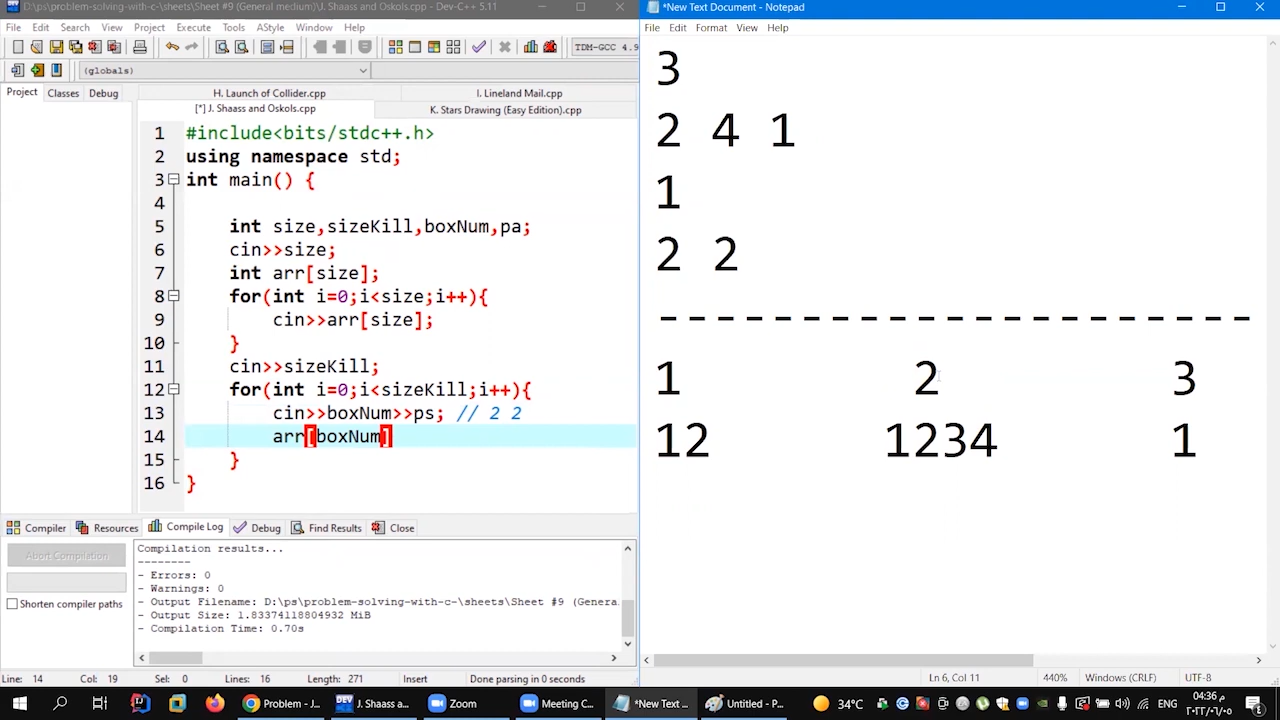 D:\ps\problem-solving-with-c-\sheets\Sheet #9 (General medium)\J. Shaass and Oskols.cpp - Dev-C++ 5.11
File Edit Search View Project Execute Tools AStyle Window Help
TDM-GCC 4.9
(globals)
Project Classes Debug
H. Launch of Collider.cpp I. Lineland Mail.cpp
[*] J. Shaass and Oskols.cpp K. Stars Drawing (Easy Edition).cpp
1 #include<bits/stdc++.h>
2 using namespace std;
3 int main() {
4
5 int size,sizeKill,boxNum,pa;
6 cin>>size;
7 int arr[size];
8 for(int i=0;i<size;i++){
9 cin>>arr[size];
10 }
11 cin>>sizeKill;
12 for(int i=0;i<sizeKill;i++){
13 cin>>boxNum>>ps; // 2 2
14 arr[boxNum]
15 }
16 }
Compiler Resources Compile Log Debug Find Results Close
Abort Compilation
Shorten compiler paths
Compilation results...
--------
- Errors: 0
- Warnings: 0
- Output Filename: D:\ps\problem-solving-with-c-\sheets\Sheet #9 (Genera
- Output Size: 1.83374118804932 MiB
- Compilation Time: 0.70s
Line: 14 Col: 19 Sel: 0 Lines: 16 Length: 271 Insert Done parsing in 0 seconds
*New Text Document - Notepad
File Edit Format View Help
3
2 4 1
1
2 2
---------------------
1 2 3
12 1234 1
Ln 6, Col 11 440% Windows (CRLF) UTF-8
Problem - J... J. Shaass a... Zoom Meeting C... *New Text ... Untitled - P... 34°C
04:36 م